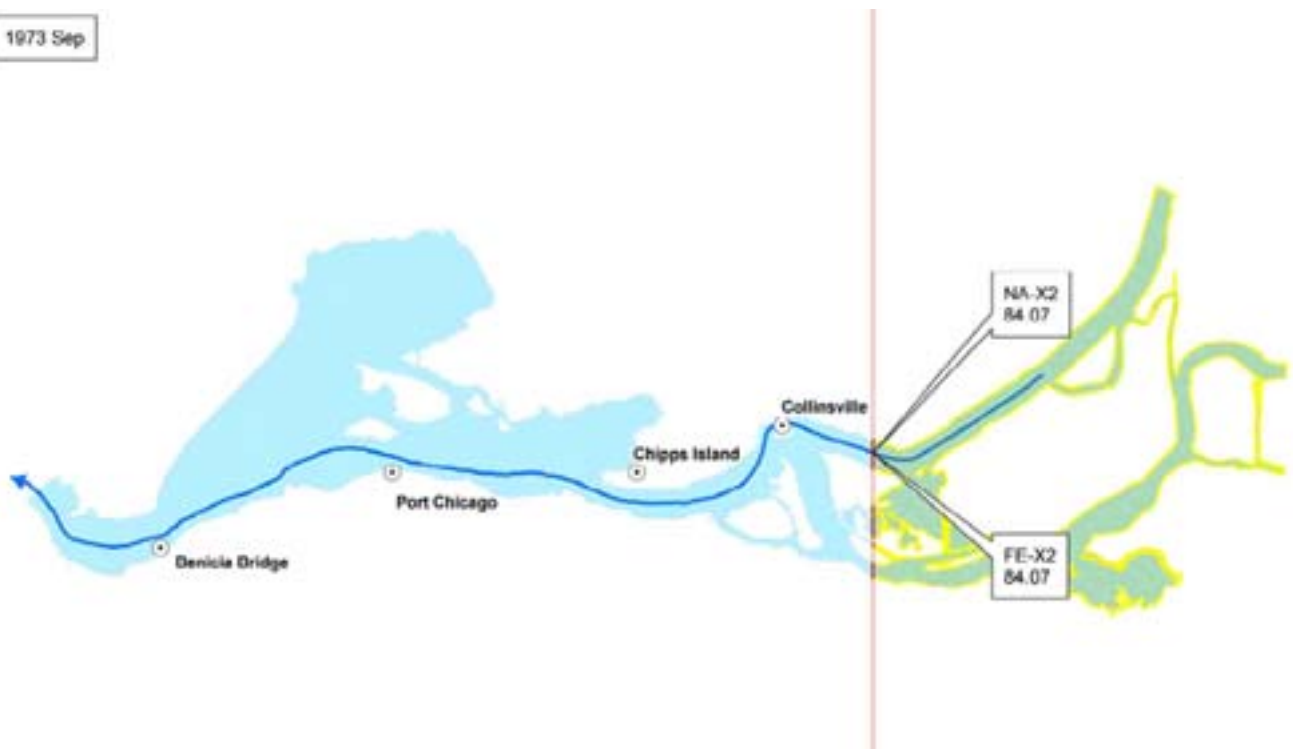 1973 Sep
NA-X2
84.07
Collinsville
Chipps Island
Port Chicago
FE-X2
84.07
Benicia Bridge